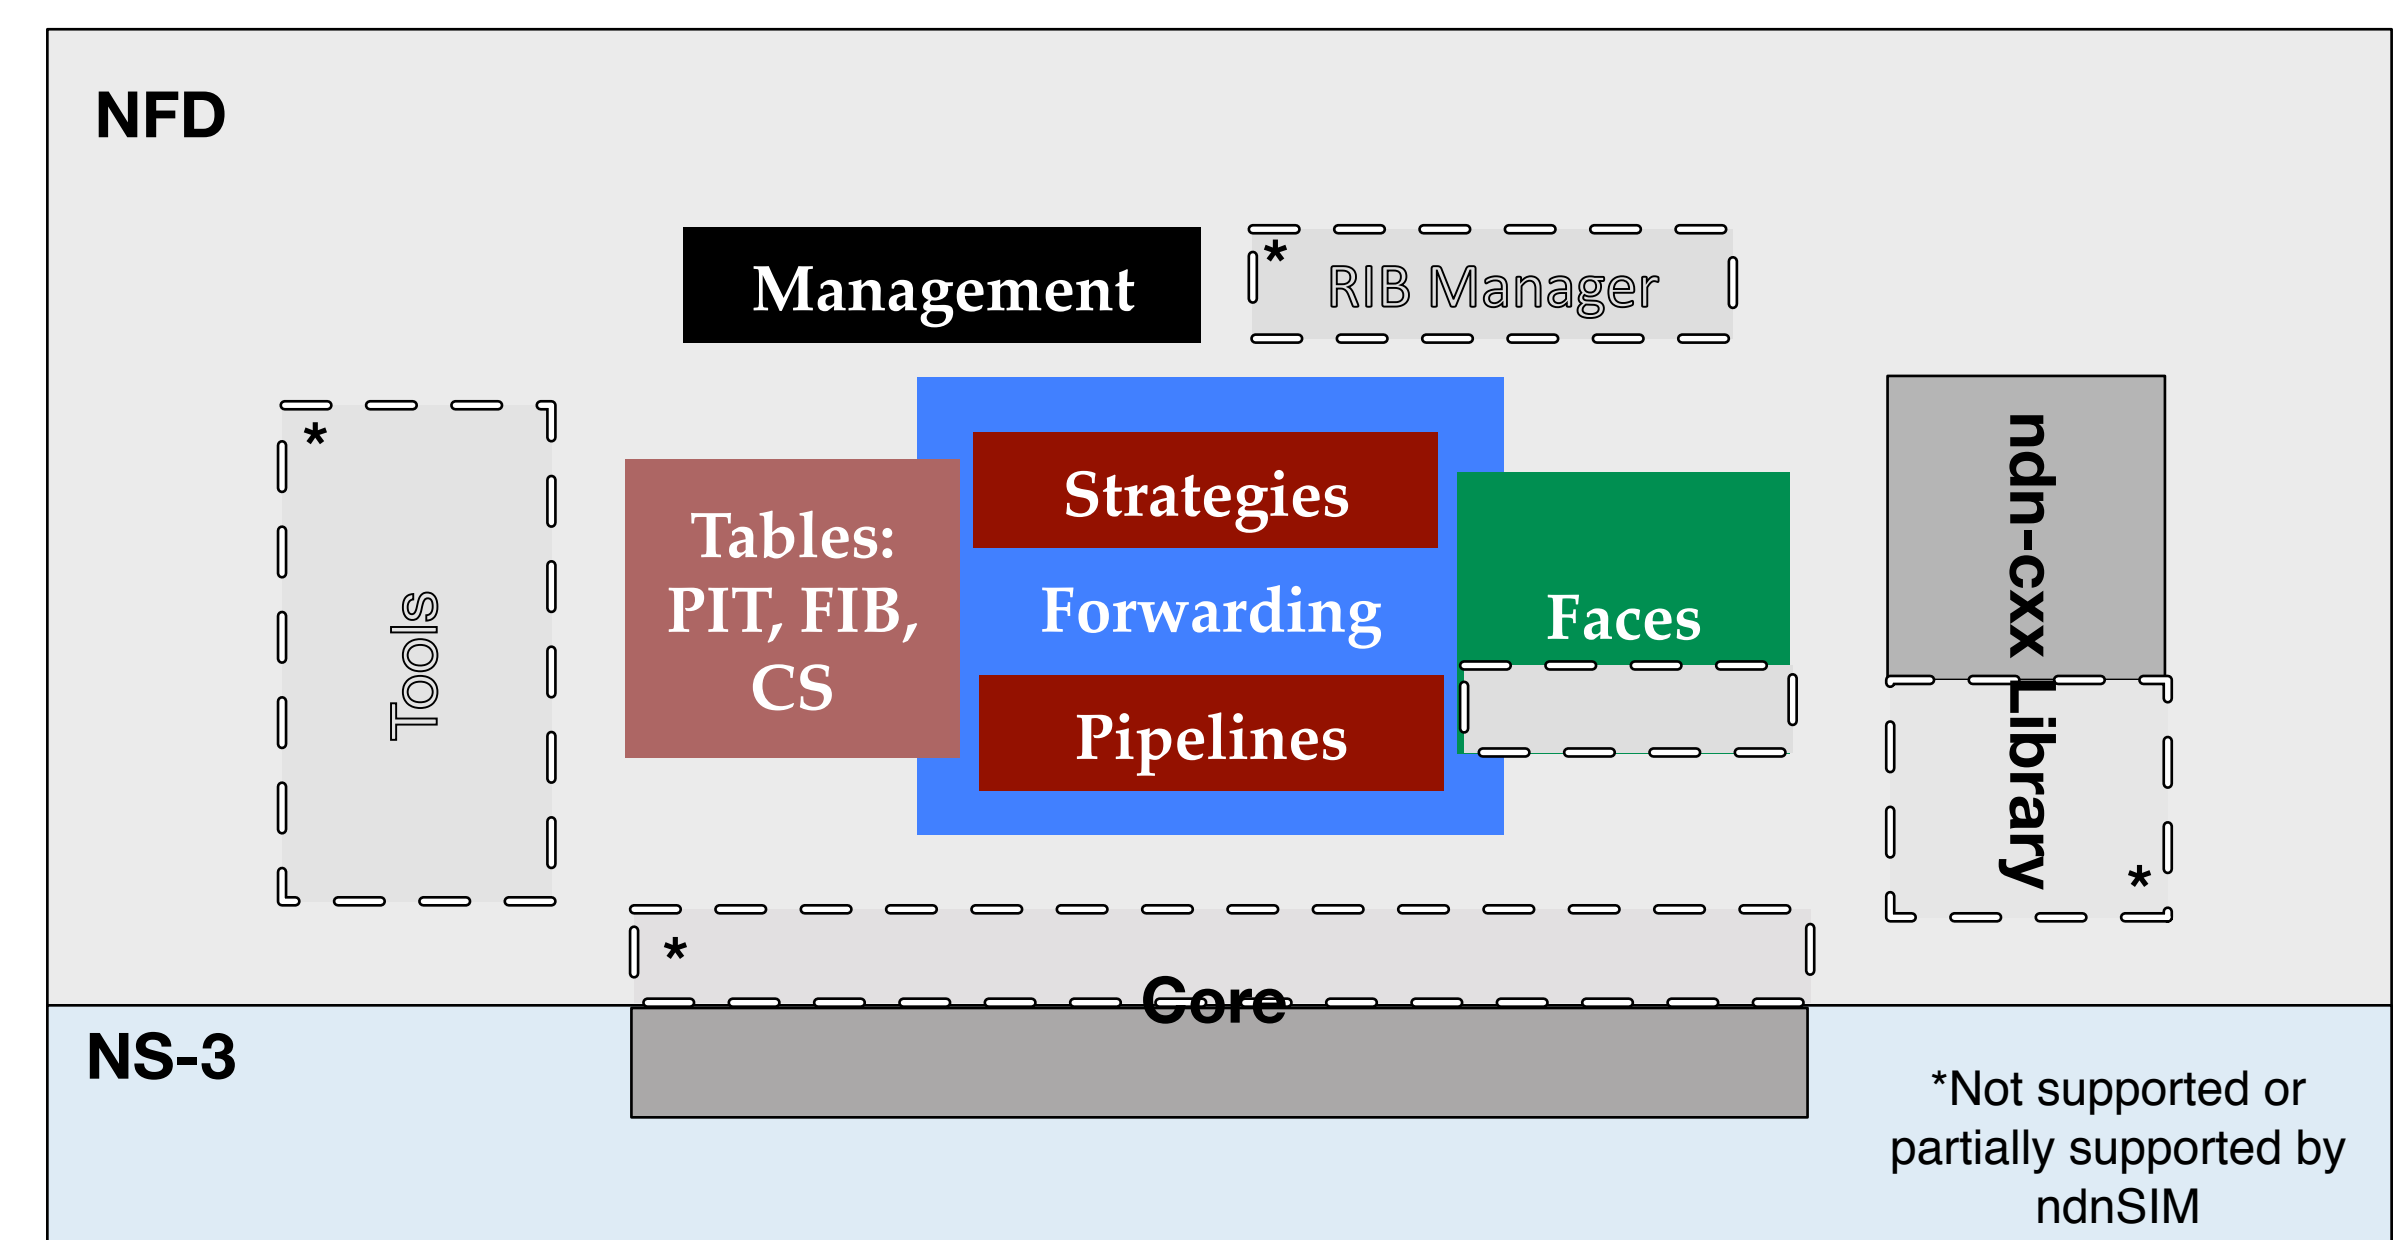 NFD
Management
*
RIB Manager
*
Tools
Tables:
PIT, FIB,
CS
Strategies
Forwarding
Pipelines
Faces
ndn-cxx Library
*
*
Core
NS-3
*Not supported or
partially supported by
ndnSIM